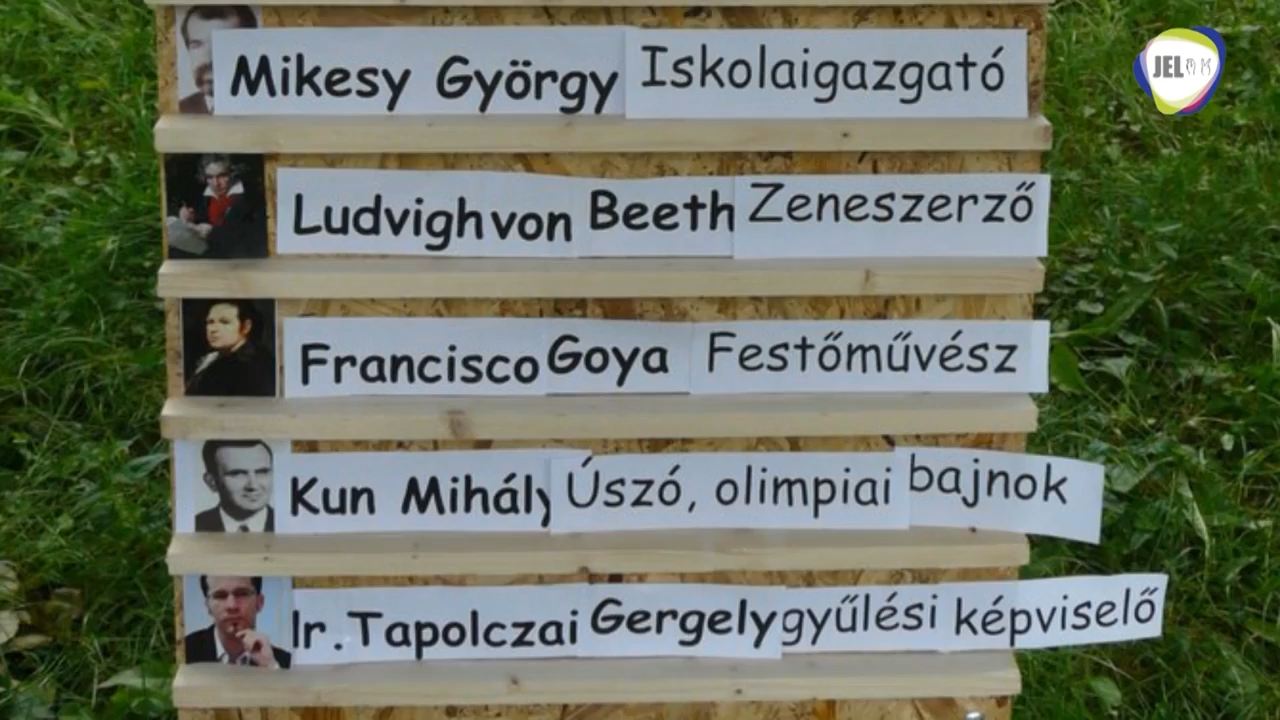 Mikesy György Iskolaigazgató
Ludvigh von Beeth Zeneszerző
Francisco Goya Festőművész
Kun Mihály Úszó, olimpiai bajnok
r. Tapolczai Gergely gyűlési képviselő
JEL